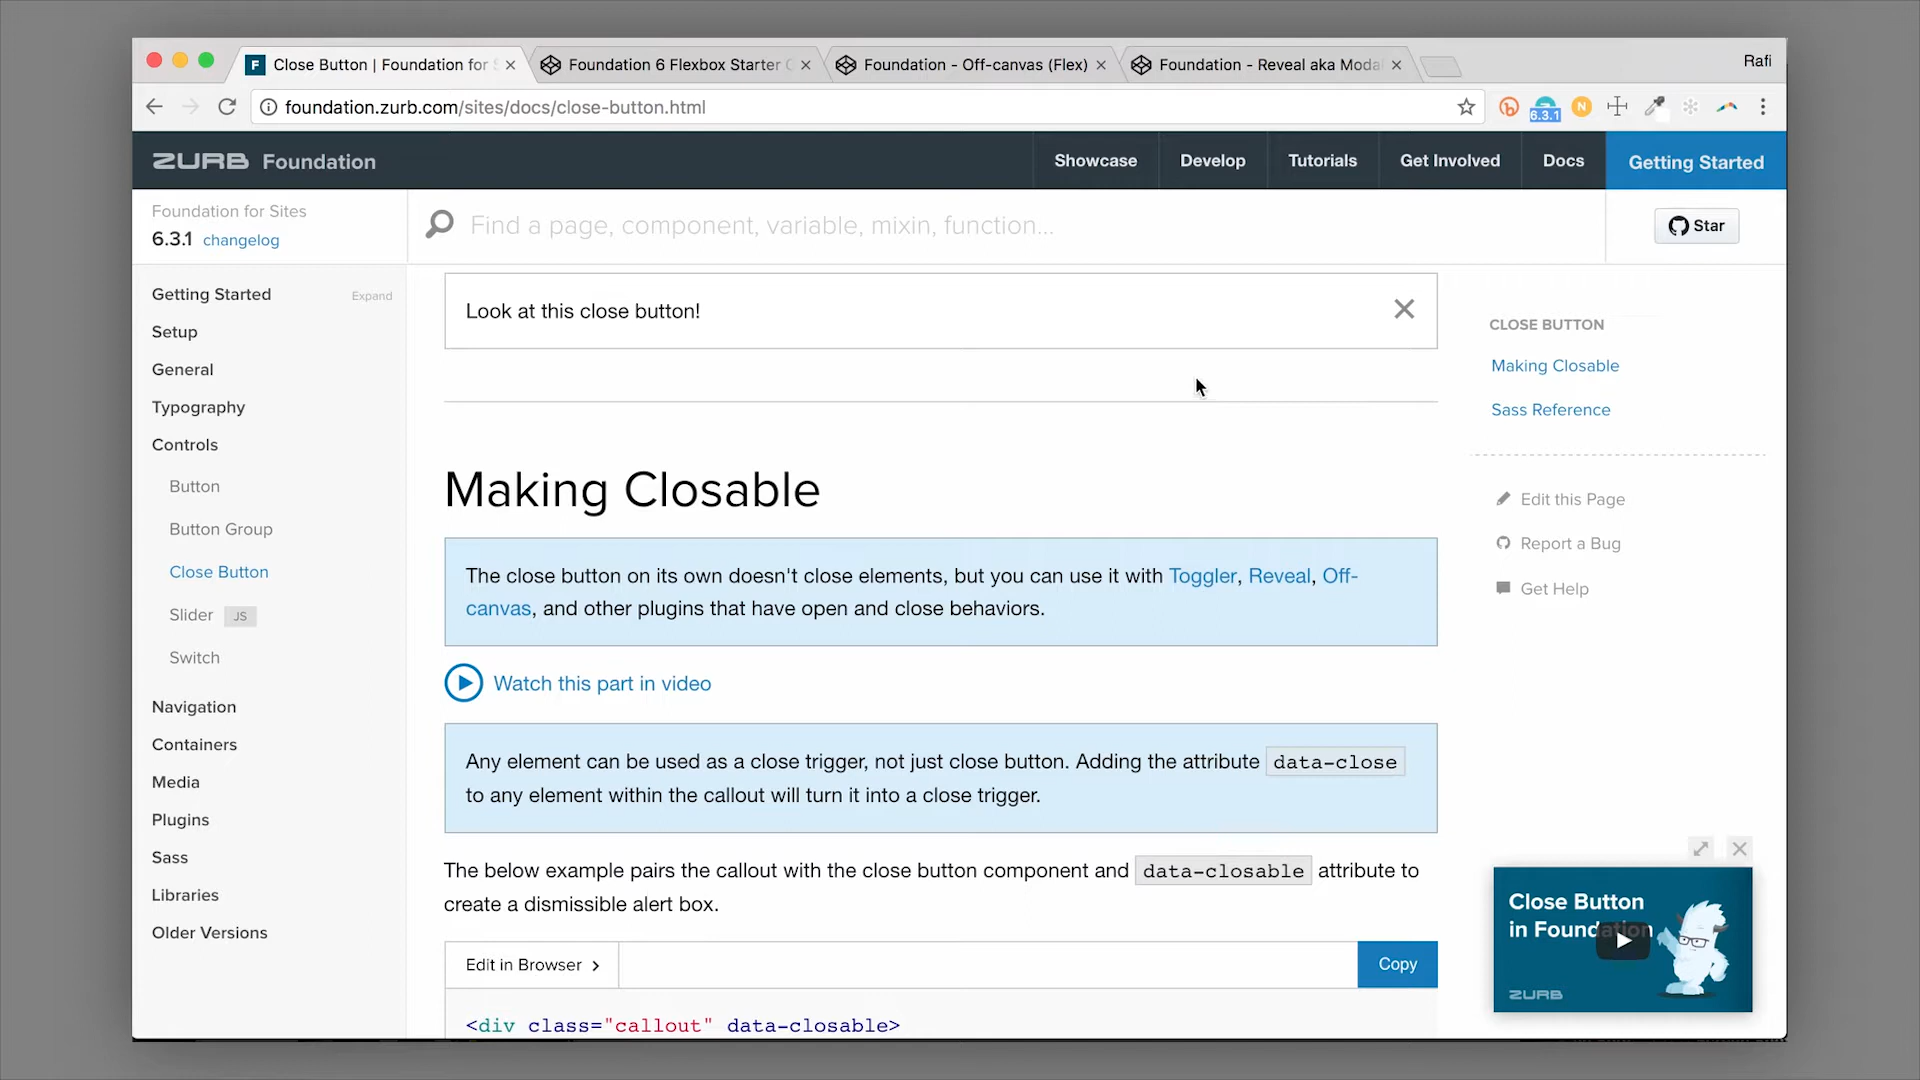 Close Button | Foundation for S
Foundation 6 Flexbox Starter C
Foundation - Off-canvas (Flex)
Foundation - Reveal aka Moda
Rafi
foundation.zurb.com/sites/docs/close-button.html
6.3.1
N
ZURB Foundation
Showcase
Develop
Tutorials
Get Involved
Docs
Getting Started
Foundation for Sites
6.3.1 changelog
Find a page, component, variable, mixin, function...
Star
Getting Started
Expand
Setup
General
Typography
Controls
Button
Button Group
Close Button
Slider JS
Switch
Navigation
Containers
Media
Plugins
Sass
Libraries
Older Versions
Look at this close button!
Making Closable
The close button on its own doesn't close elements, but you can use it with Toggler, Reveal, Off-
canvas, and other plugins that have open and close behaviors.
Watch this part in video
Any element can be used as a close trigger, not just close button. Adding the attribute data-close
to any element within the callout will turn it into a close trigger.
The below example pairs the callout with the close button component and data-closable attribute to
create a dismissible alert box.
Edit in Browser
Copy
<div class="callout" data-closable>
CLOSE BUTTON
Making Closable
Sass Reference
Edit this Page
Report a Bug
Get Help
Close Button
in Foundation
ZURB